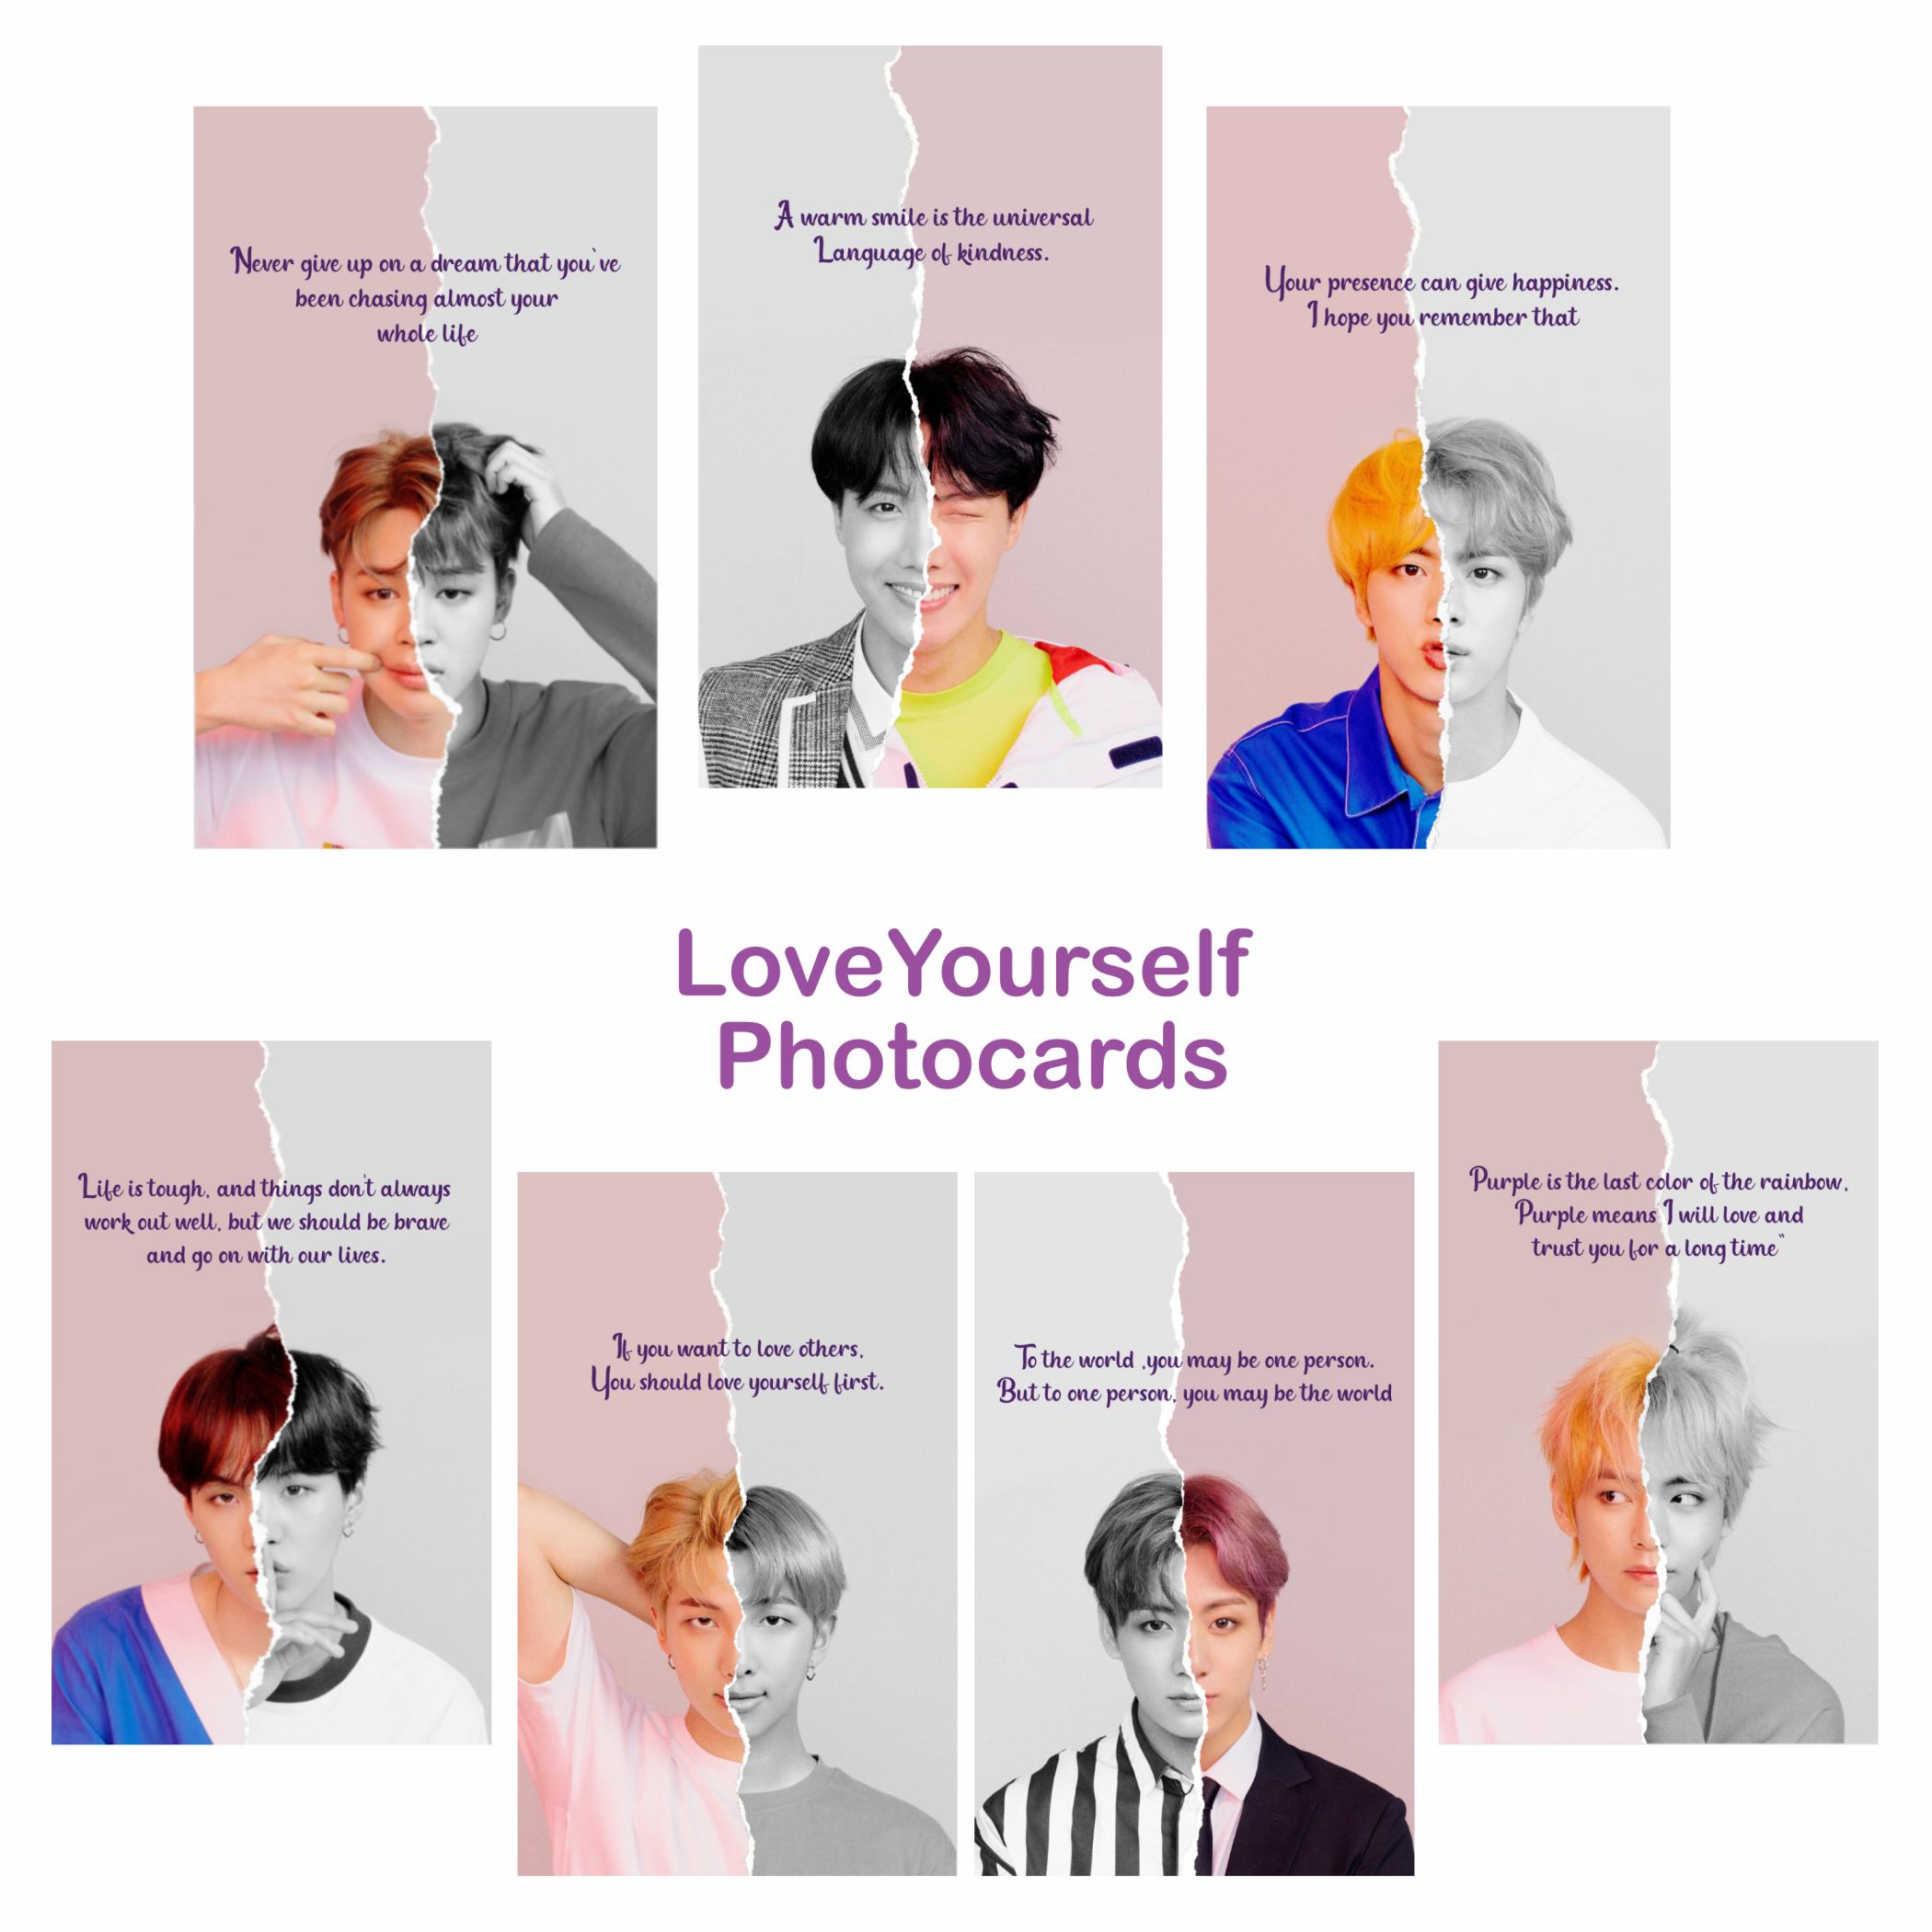 Never give up on a dream that you've
been chasing almost your
whole life
A warm smile is the universal
Language of kindness.
Your presence can give happiness.
I hope you remember that
LoveYourself
Photocards
Life is tough, and things don't always
work out well, but we should be brave
and go on with our lives.
If you want to love others,
You should love yourself first.
To the world ,you may be one person.
But to one person, you may be the world
Purple is the last color of the rainbow,
Purple means I will love and
trust you for a long time"